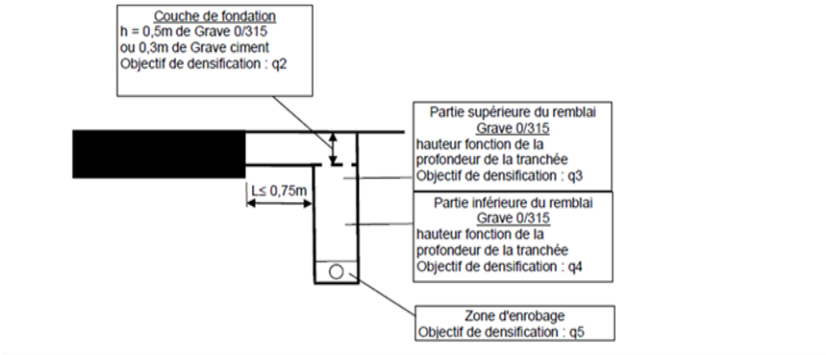 Couche de fondation
h = 0,5m de Grave 0/315
ou 0,3m de Grave ciment
Objectif de densification : q2
Partie supérieure du remblai
Grave 0/315
hauteur fonction de la
profondeur de la tranchée
Objectif de densification : q3
L≤ 0,75m
Partie inférieure du remblai
Grave 0/315
hauteur fonction de la
profondeur de la tranchée
Objectif de densification : q4
Zone d'enrobage
Objectif de densification : q5